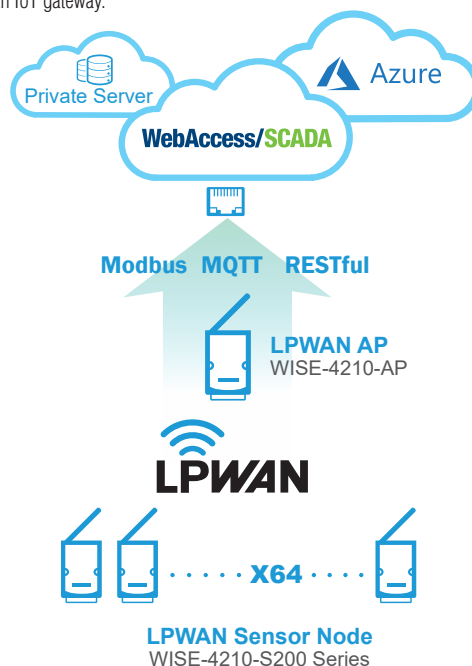 IoT gateway.
Private Server
Azure
WebAccess/SCADA
Modbus MQTT RESTful
LPWAN AP
WISE-4210-AP
LPWAN
X64
LPWAN Sensor Node
WISE-4210-S200 Series